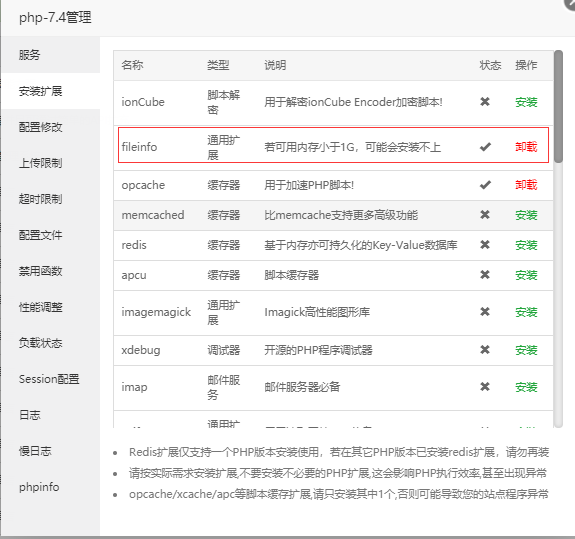 php-7.4管理
服务
安装扩展
配置修改
上传限制
超时限制
配置文件
禁用函数
性能调整
负载状态
Session配置
日志
慢日志
phpinfo
名称 类型 说明 状态 操作
ionCube 脚本解密 用于解密ionCube Encoder加密脚本! ✖ 安装
fileinfo 通用扩展 若可用内存小于1G，可能会安装不上 ✔ 卸载
opcache 缓存器 用于加速PHP脚本! ✔ 卸载
memcached 缓存器 比memcache支持更多高级功能 ✖ 安装
redis 缓存器 基于内存亦可持久化的Key-Value数据库 ✖ 安装
apcu 缓存器 脚本缓存器 ✖ 安装
imagemagick 通用扩展 Imagick高性能图形库 ✖ 安装
xdebug 调试器 开源的PHP程序调试器 ✖ 安装
imap 邮件服务 邮件服务器必备 ✖ 安装
通用扩
• Redis扩展仅支持一个PHP版本安装使用，若在其它PHP版本已安装redis扩展，请勿再装
• 请按实际需求安装扩展,不要安装不必要的PHP扩展,这会影响PHP执行效率,甚至出现异常
• opcache/xcache/apc等脚本缓存扩展,请只安装其中1个,否则可能导致您的站点程序异常